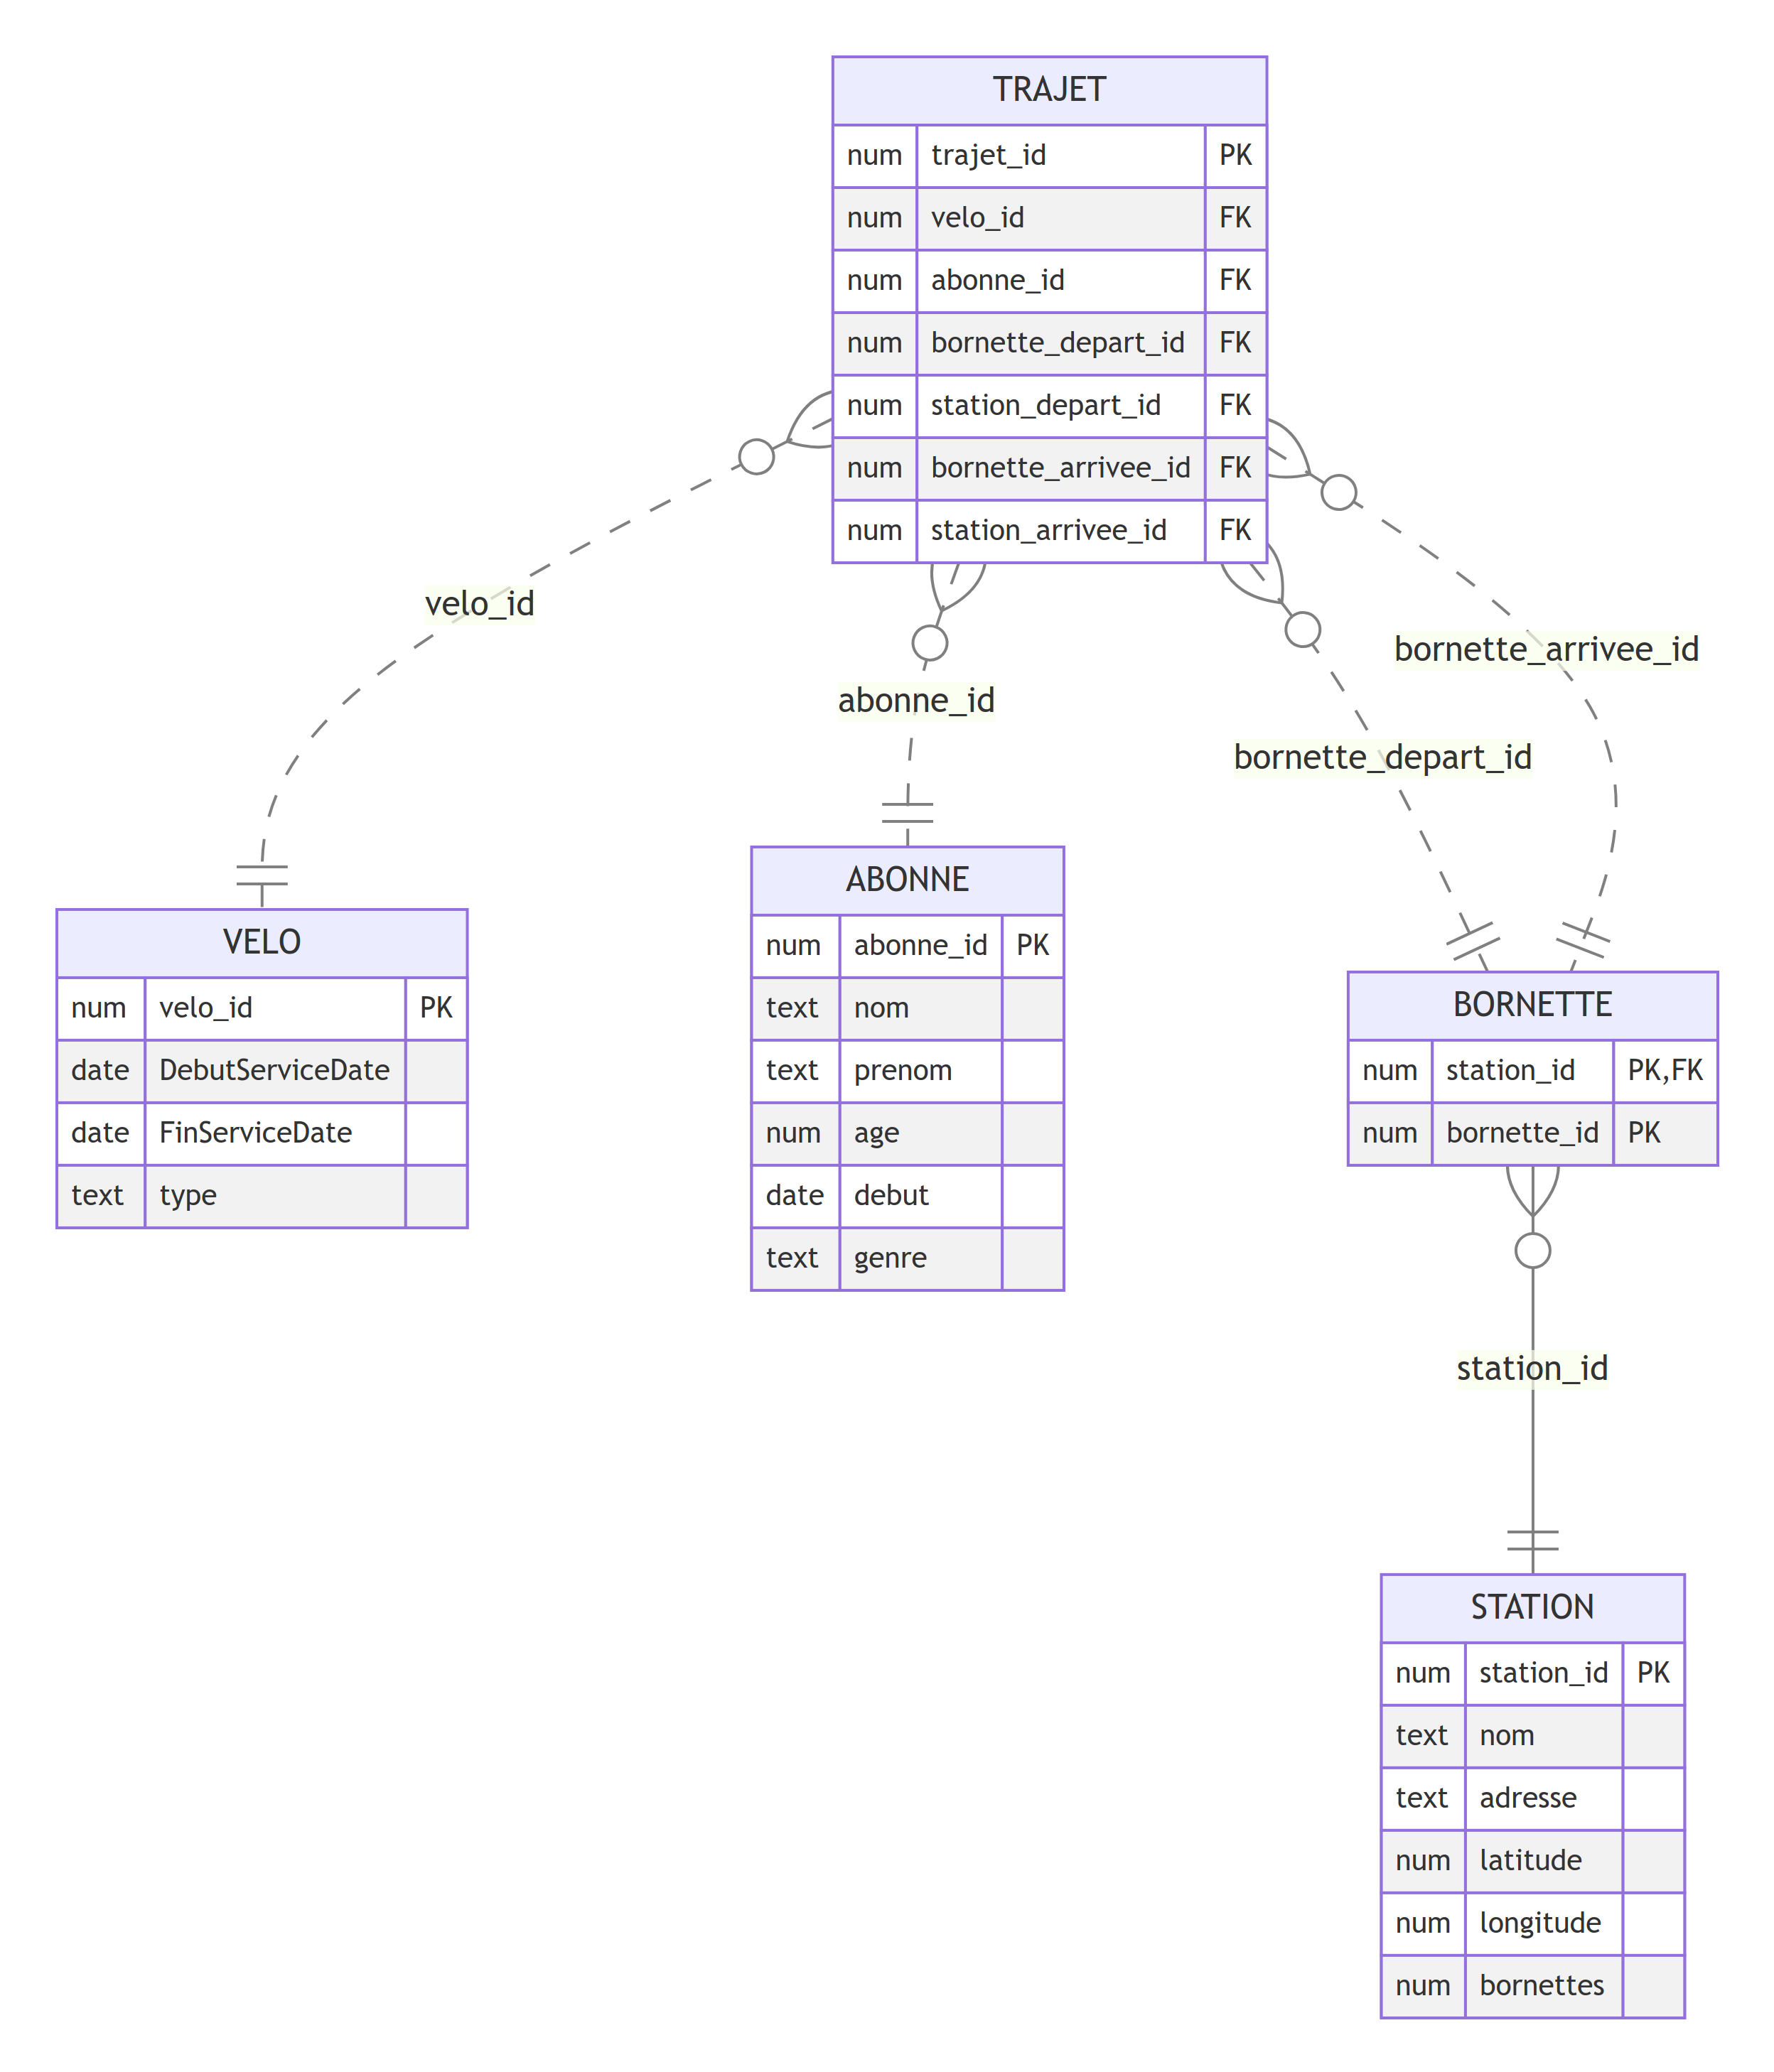 TRAJET
num trajet_id PK
num velo_id FK
num abonne_id FK
num bornette_depart_id FK
num station_depart_id FK
num bornette_arrivee_id FK
num station_arrivee_id FK
velo_id
abonne_id
bornette_arrivee_id
bornette_depart_id
VELO
num velo_id PK
date DebutServiceDate
date FinServiceDate
text type
ABONNE
num abonne_id PK
text nom
text prenom
num age
date debut
text genre
BORNETTE
num station_id PK,FK
num bornette_id PK
station_id
STATION
num station_id PK
text nom
text adresse
num latitude
num longitude
num bornettes